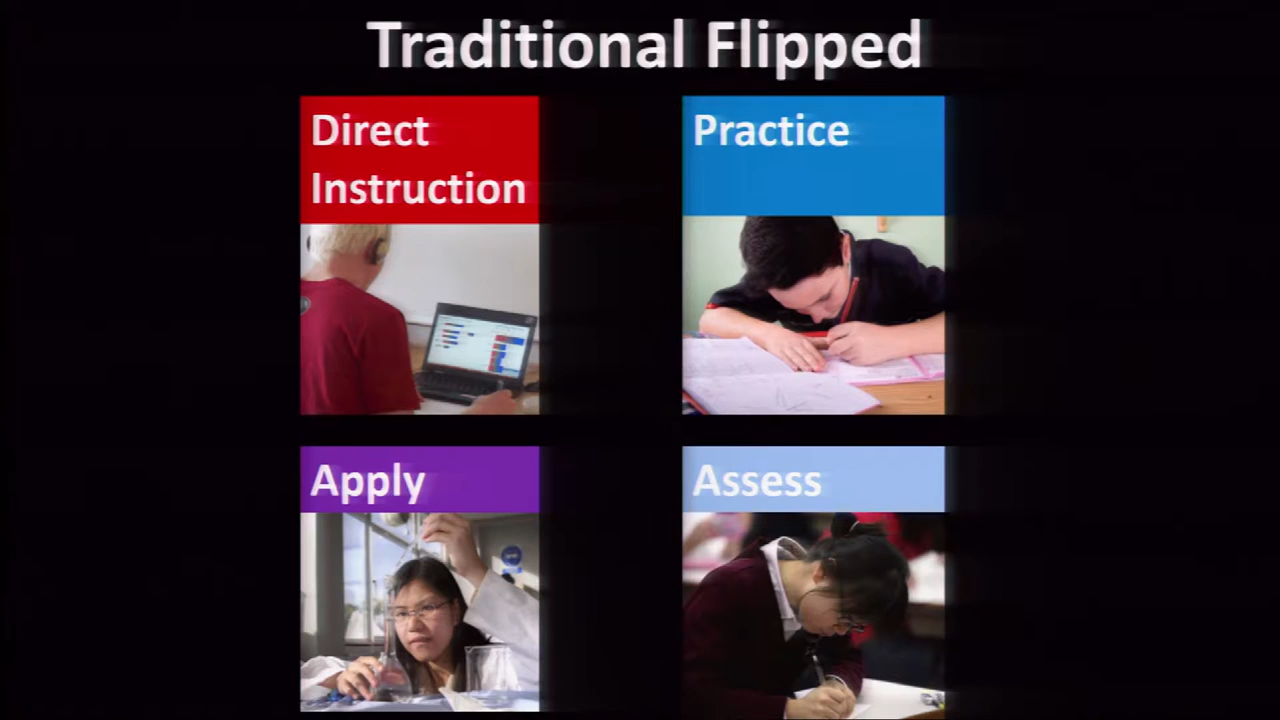 Traditional Flipped
Direct
Instruction
Practice
Apply
Assess